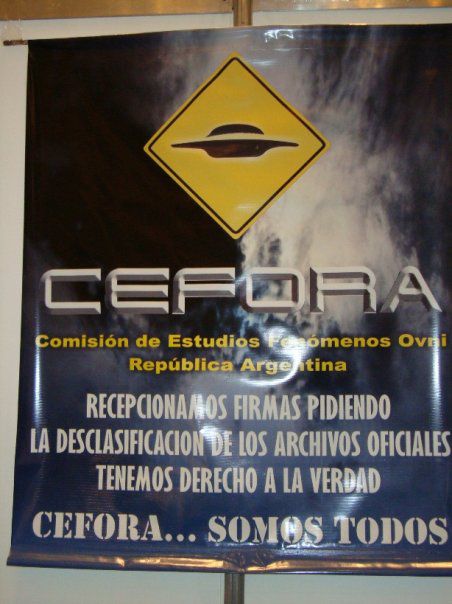 CEFORA
Comisión de Estudios Fenómenos Ovni
República Argentina
RECEPCIONAMOS FIRMAS PIDIENDO
LA DESCLASIFICACION DE LOS ARCHIVOS OFICIALES
TENEMOS DERECHO A LA VERDAD
CEFORA... SOMOS TODOS